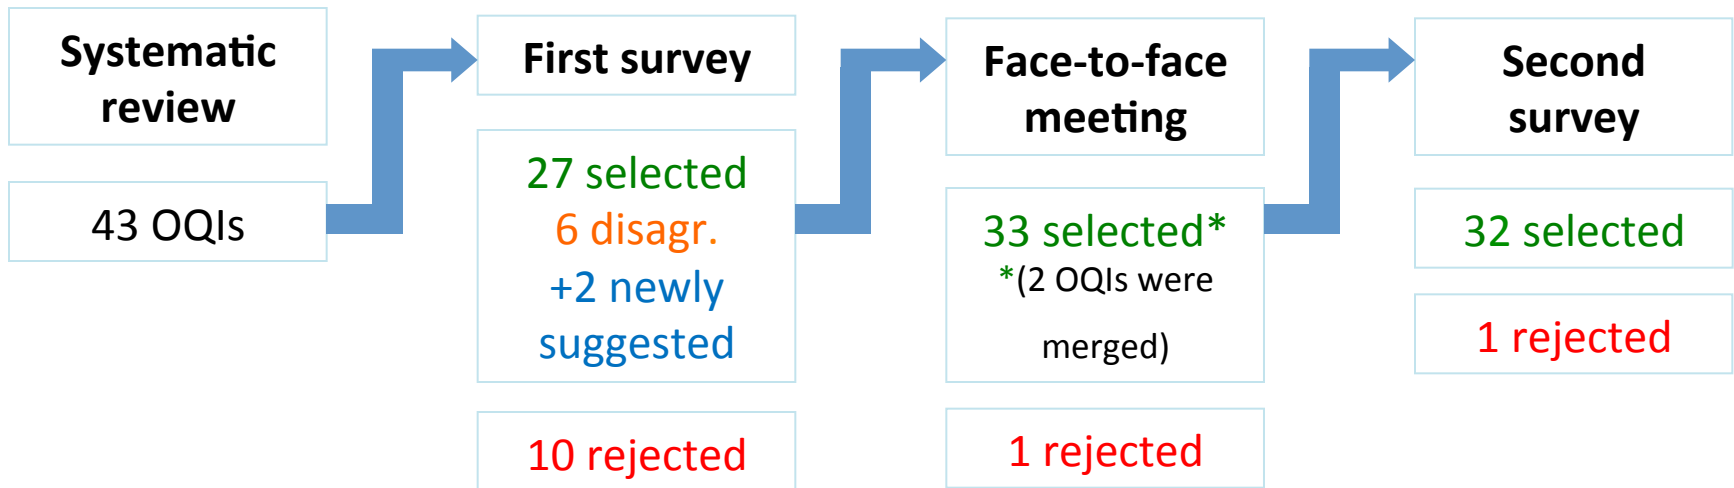 Systematic
review
43 OQIs
First survey
27 selected
6 disagr.
+2 newly
suggested
10 rejected
Face-to-face
meeting
33 selected*
*(2 OQIs were
merged)
1 rejected
Second
survey
32 selected
1 rejected